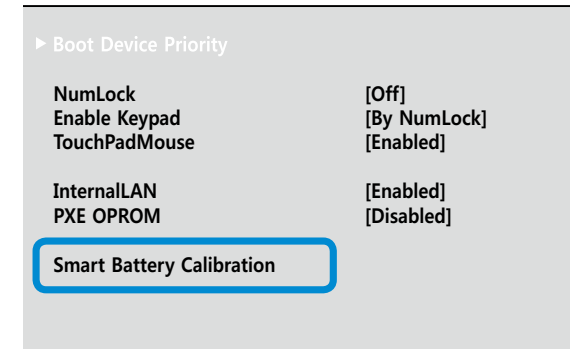 ▶ Boot Device Priority
NumLock [Off]
Enable Keypad [By NumLock]
TouchPadMouse [Enabled]
InternalLAN [Enabled]
PXE OPROM [Disabled]
Smart Battery Calibration